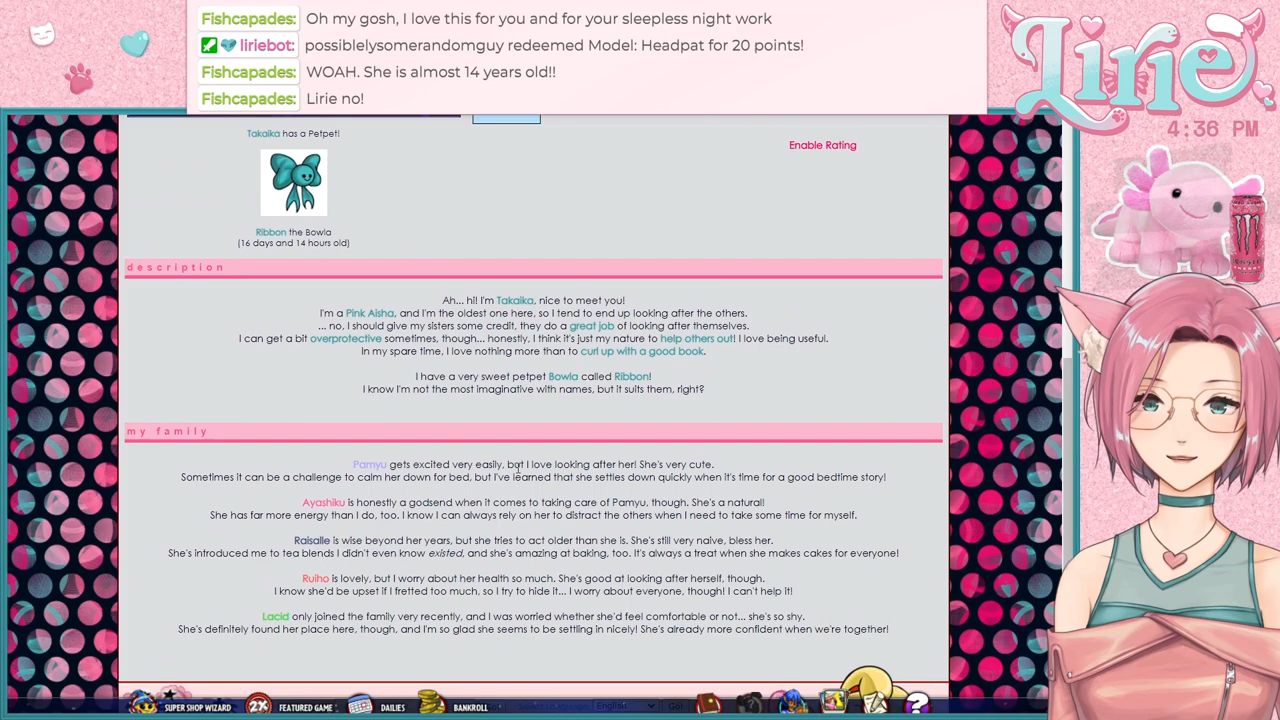 Fishcapades: Oh my gosh, I love this for you and for your sleepless night work
liriebot: possiblelysomerandomguy redeemed Model: Headpat for 20 points!
Fishcapades: WOAH. She is almost 14 years old!!
Fishcapades: Lirie no!
Lirie
4:36 PM
Takaika has a Petpet!
Enable Rating
Ribbon the Bowla
(16 days and 14 hours old)
description
Ah... hi! I'm Takaika, nice to meet you!
I'm a Pink Aisha, and I'm the oldest one here, so I tend to end up looking after the others.
... no, I should give my sisters some credit, they do a great job of looking after themselves.
I can get a bit overprotective sometimes, though... honestly, I think it's just my nature to help others out! I love being useful.
In my spare time, I love nothing more than to curl up with a good book.
I have a very sweet petpet Bowla called Ribbon!
I know I'm not the most imaginative with names, but it suits them, right?
my family
Pamyu gets excited very easily, but I love looking after her! She's very cute.
Sometimes it can be a challenge to calm her down for bed, but I've learned that she settles down quickly when it's time for a good bedtime story!
Ayashiku is honestly a godsend when it comes to taking care of Pamyu, though. She's a natural!
She has far more energy than I do, too. I know I can always rely on her to distract the others when I need to take some time for myself.
Raisalle is wise beyond her years, but she tries to act older than she is. She's still very naive, bless her.
She's introduced me to tea blends I didn't even know existed, and she's amazing at baking, too. It's always a treat when she makes cakes for everyone!
Ruiho is lovely, but I worry about her health so much. She's good at looking after herself, though.
I know she'd be upset if I fretted too much, so I try to hide it... I worry about everyone, though! I can't help it!
Lacid only joined the family very recently, and I was worried whether she'd feel comfortable or not... she's so shy.
She's definitely found her place here, though, and I'm so glad she seems to be settling in nicely! She's already more confident when we're together!
SUPER SHOP WIZARD
2X
FEATURED GAME
DAILIES
BANKROLL
English
Go!
?